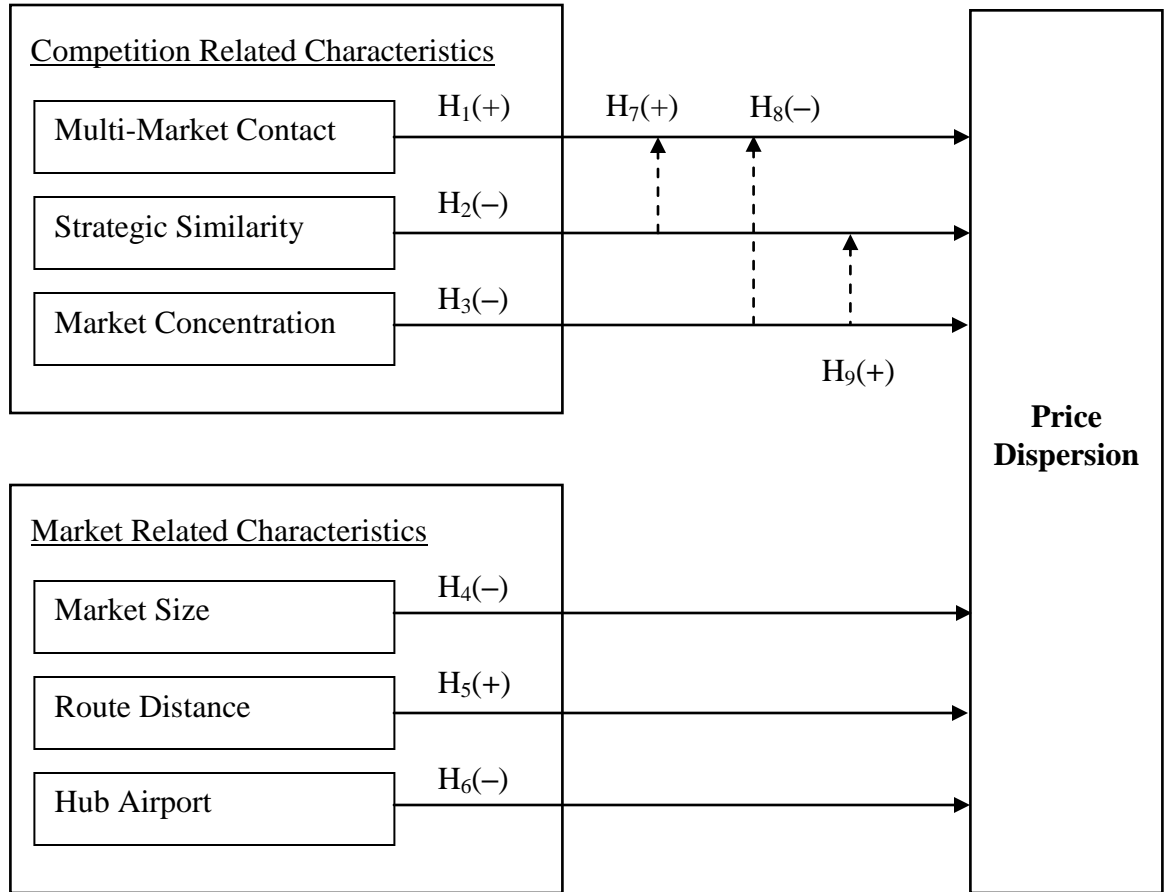 Competition Related Characteristics
H₁(+)
H₇(+)
H₈(–)
Multi-Market Contact
H₂(–)
Strategic Similarity
H₃(–)
Market Concentration
H₉(+)
Price
Dispersion
Market Related Characteristics
H₄(–)
Market Size
H₅(+)
Route Distance
H₆(–)
Hub Airport